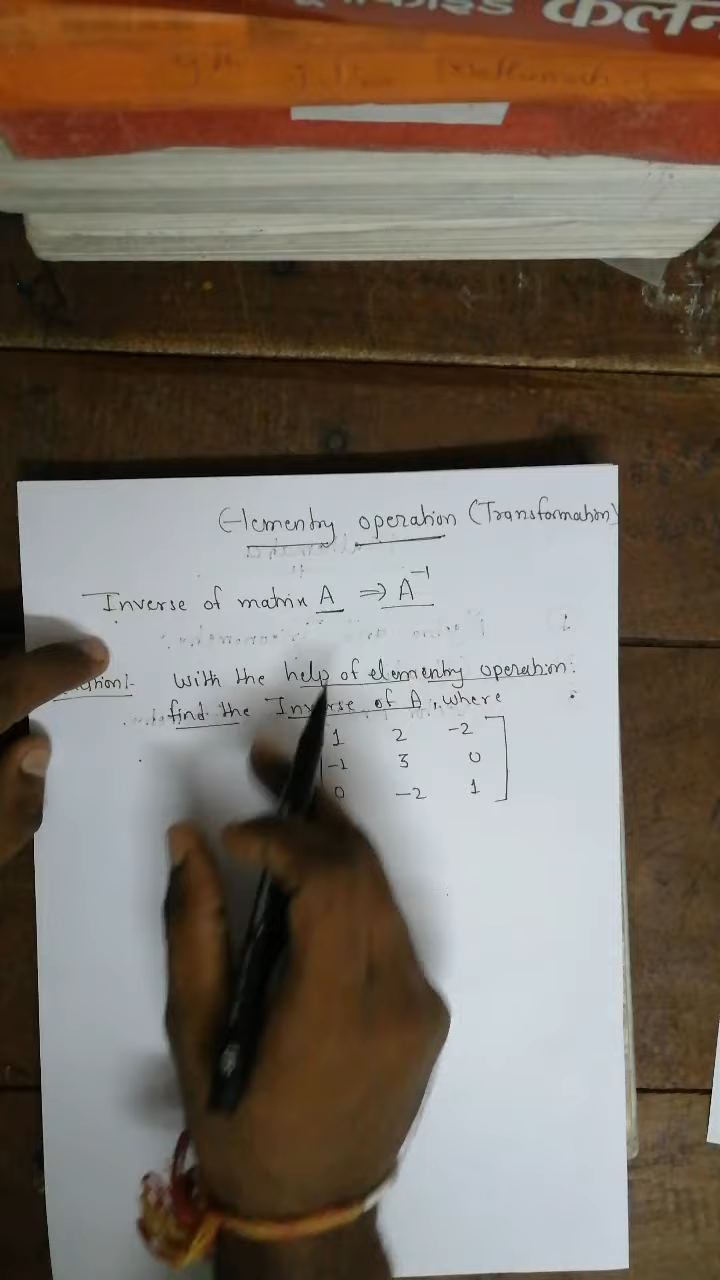 कलन
Elementry operation (Transformation)
Inverse of matrix A ⇒ A⁻¹
with the help of elementry operation:
find the Inverse of A, where
1 2 -2
-1 3 0
0 -2 1